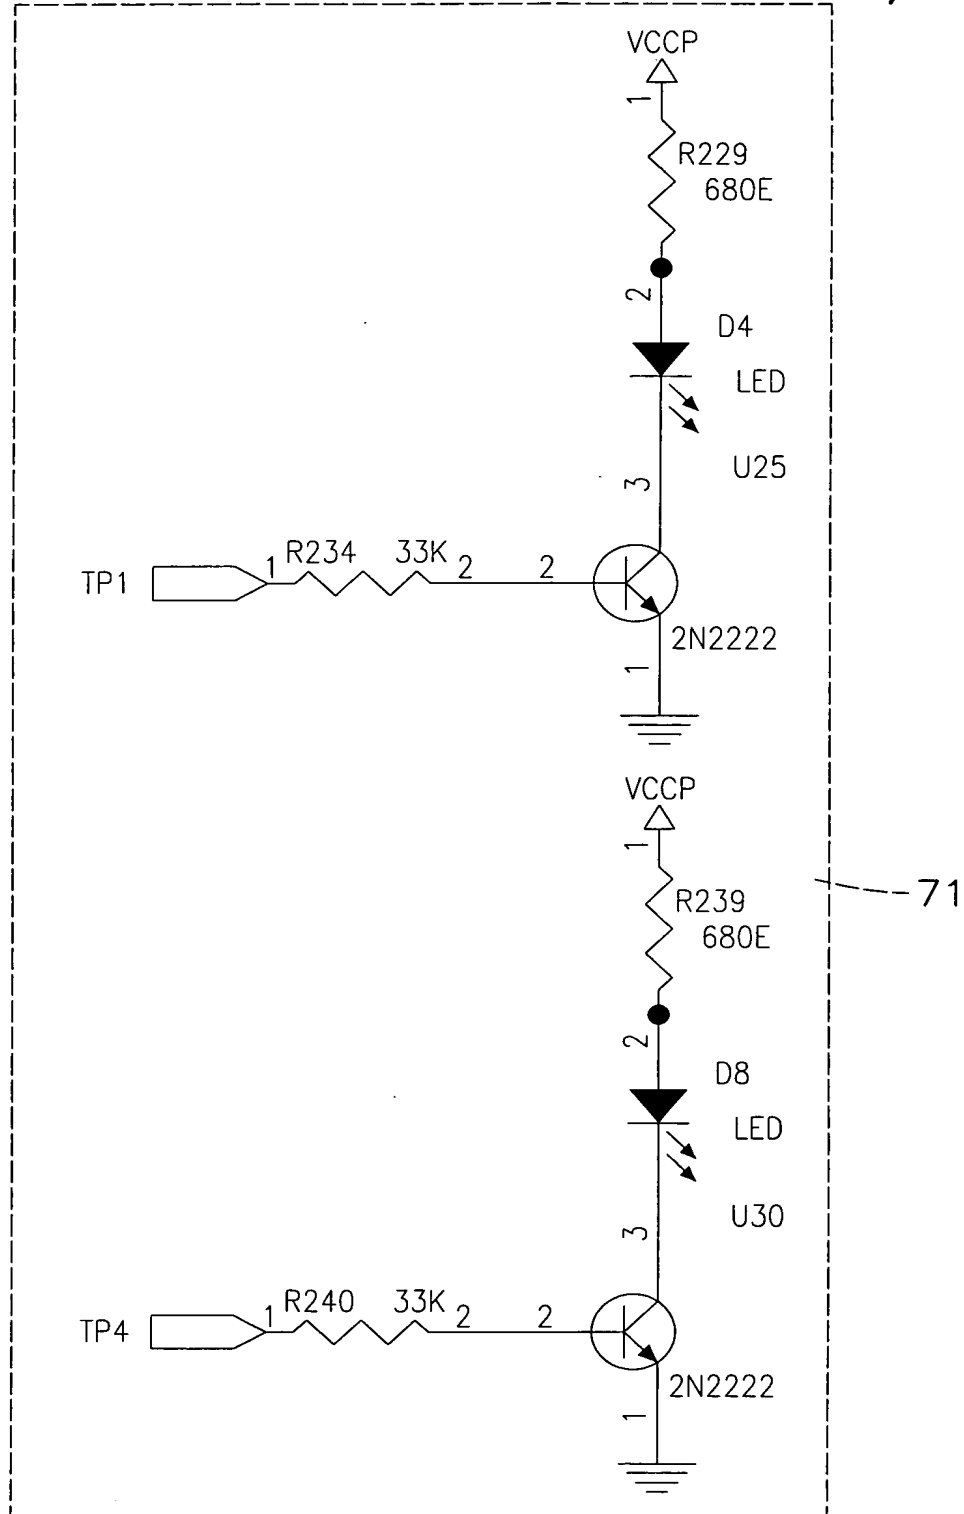 VCCP
1
R229
680E
2
D4
LED
U25
3
TP1
1
R234
33K
2
2
2N2222
1
VCCP
1
R239
680E
71
2
D8
LED
U30
3
TP4
1
R240
33K
2
2
2N2222
1